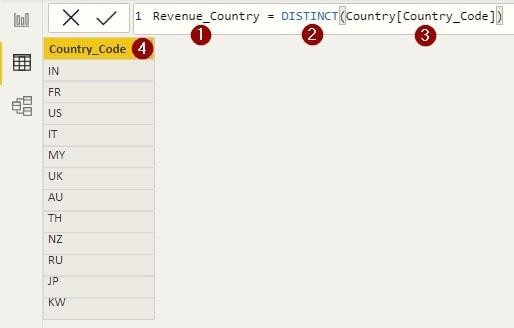 1 Revenue_Country = DISTINCT(Country[Country_Code])
1 2 3
Country_Code 4
IN
FR
US
IT
MY
UK
AU
TH
NZ
RU
JP
KW